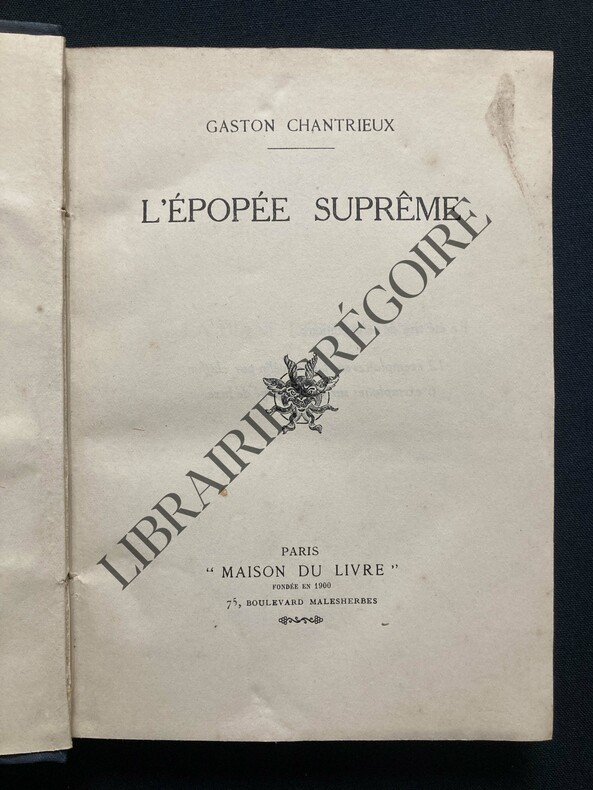 GASTON CHANTRIEUX
L'ÉPOPÉE SUPRÊME
LIBRAIRIE GRÉGOIRE
PARIS
" MAISON DU LIVRE "
FONDÉE EN 1900
75, BOULEVARD MALESHERBES